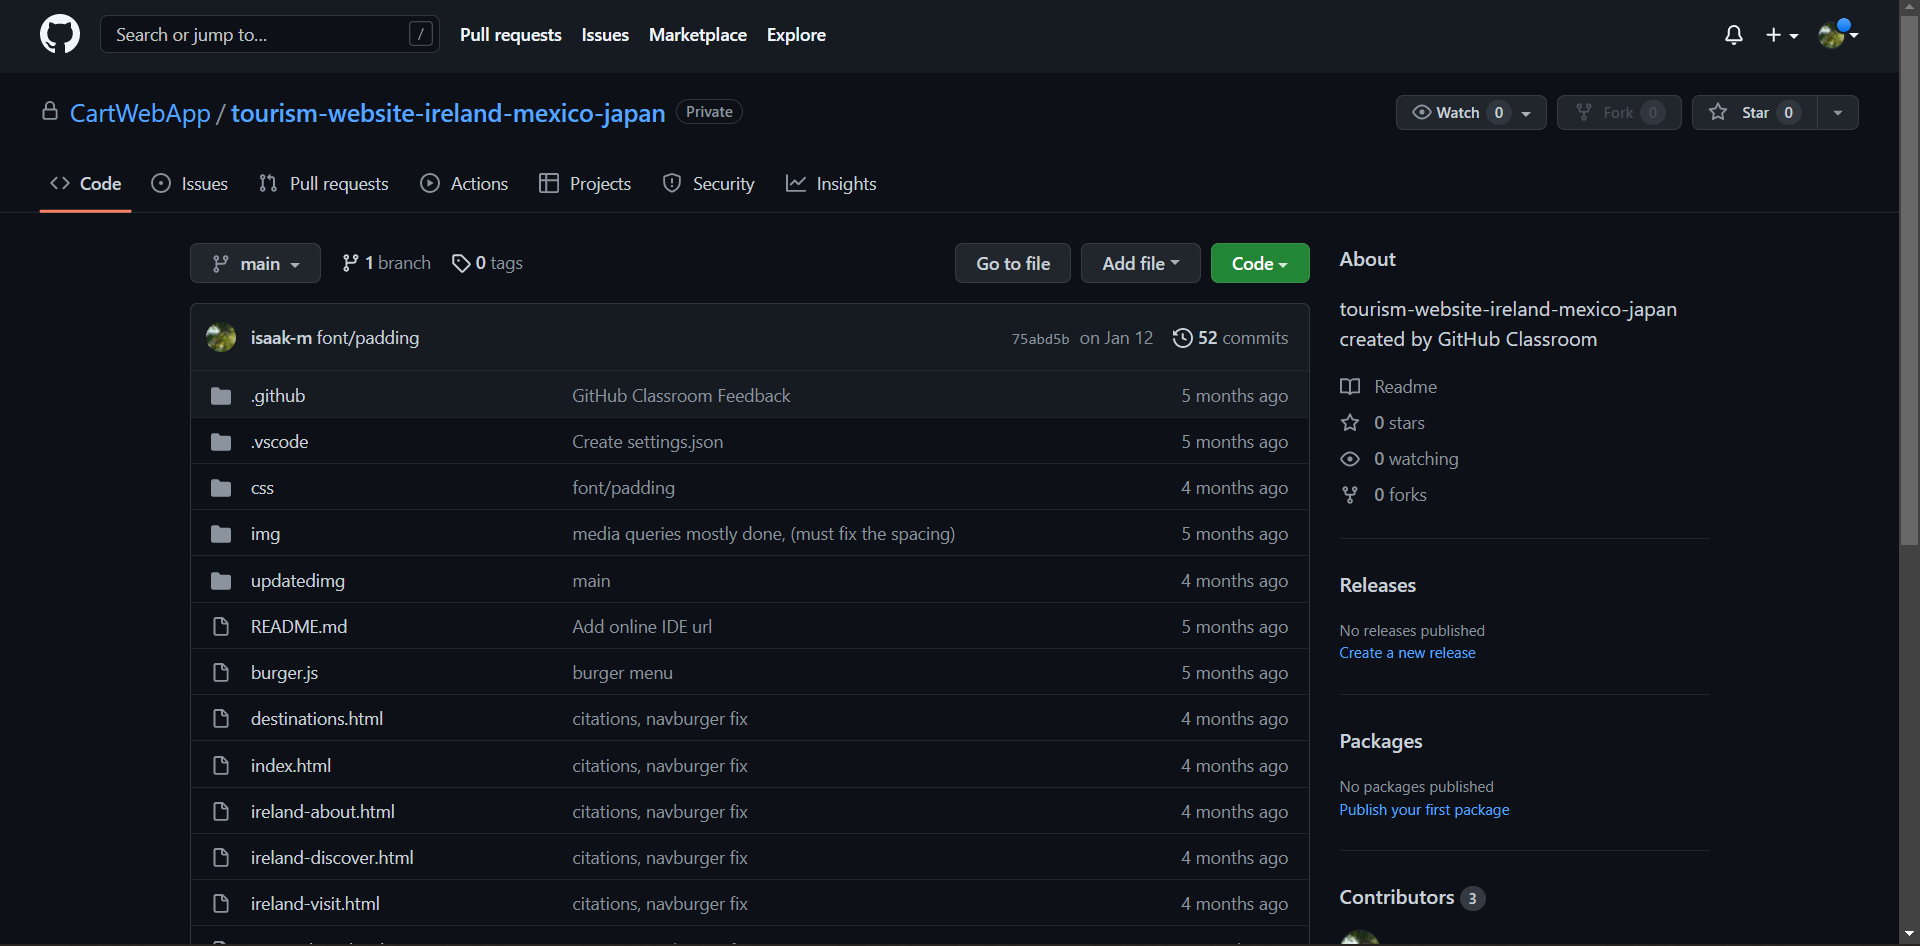 Search or jump to... /
Pull requests Issues Marketplace Explore
CartWebApp / tourism-website-ireland-mexico-japan Private
Watch 0 Fork 0 Star 0
Code Issues Pull requests Actions Projects Security Insights
main 1 branch 0 tags Go to file Add file Code
isaak-m font/padding 75abd5b on Jan 12 52 commits
.github GitHub Classroom Feedback 5 months ago
.vscode Create settings.json 5 months ago
css font/padding 4 months ago
img media queries mostly done, (must fix the spacing) 5 months ago
updatedimg main 4 months ago
README.md Add online IDE url 5 months ago
burger.js burger menu 5 months ago
destinations.html citations, navburger fix 4 months ago
index.html citations, navburger fix 4 months ago
ireland-about.html citations, navburger fix 4 months ago
ireland-discover.html citations, navburger fix 4 months ago
ireland-visit.html citations, navburger fix 4 months ago
About
tourism-website-ireland-mexico-japan
created by GitHub Classroom
Readme
0 stars
0 watching
0 forks
Releases
No releases published
Create a new release
Packages
No packages published
Publish your first package
Contributors 3